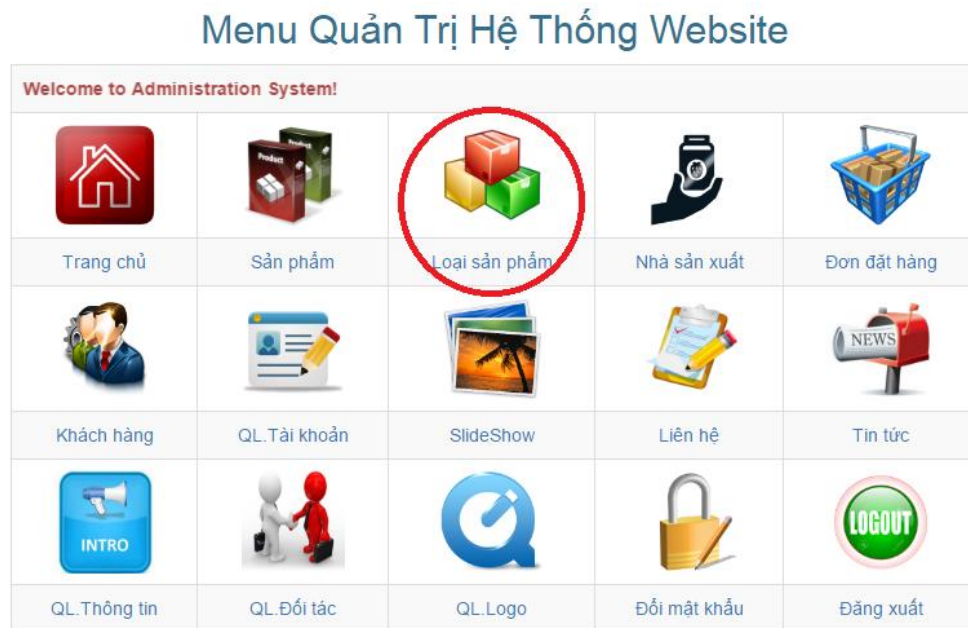 Menu Quản Trị Hệ Thống Website
Welcome to Administration System!
Product
Product
Trang chủ
Sản phẩm
Loại sản phẩm
Nhà sản xuất
Đơn đặt hàng
NEWS
Khách hàng
QL.Tài khoản
SlideShow
Liên hệ
Tin tức
INTRO
LOGOUT
QL.Thông tin
QL.Đối tác
QL.Logo
Đổi mật khẩu
Đăng xuất